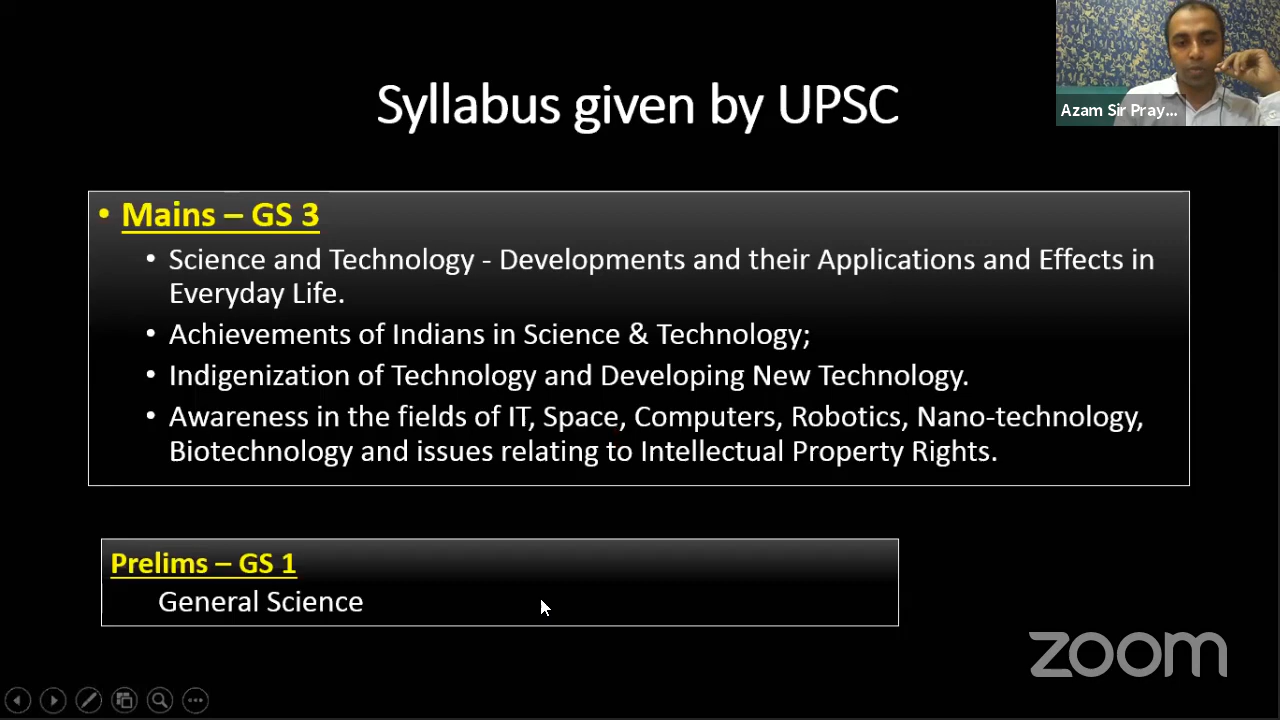 Syllabus given by UPSC
Azam Sir Pray...
• Mains – GS 3
• Science and Technology - Developments and their Applications and Effects in
Everyday Life.
• Achievements of Indians in Science & Technology;
• Indigenization of Technology and Developing New Technology.
• Awareness in the fields of IT, Space, Computers, Robotics, Nano-technology,
Biotechnology and issues relating to Intellectual Property Rights.
Prelims – GS 1
General Science
zoom